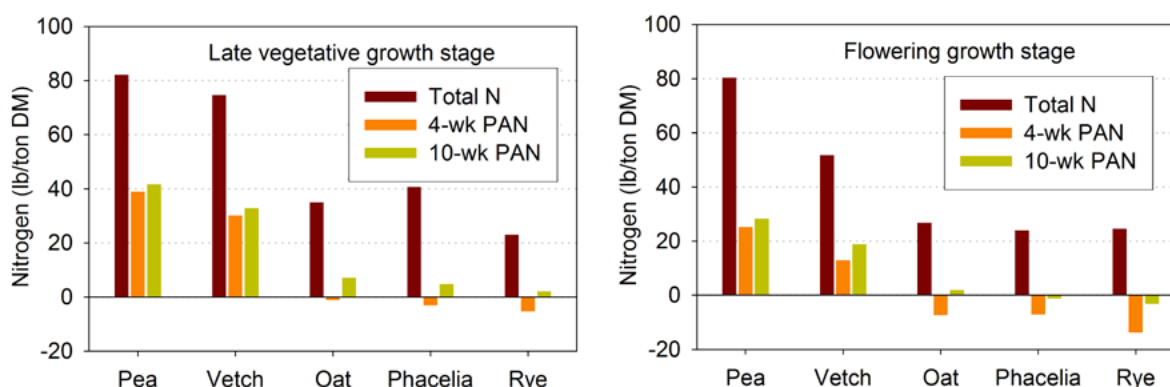 Late vegetative growth stage
Total N
4-wk PAN
10-wk PAN
Nitrogen (lb/ton DM)
100
80
60
40
20
0
-20
Pea Vetch Oat Phacelia Rye
Flowering growth stage
Total N
4-wk PAN
10-wk PAN
Nitrogen (lb/ton DM)
100
80
60
40
20
0
-20
Pea Vetch Oat Phacelia Rye